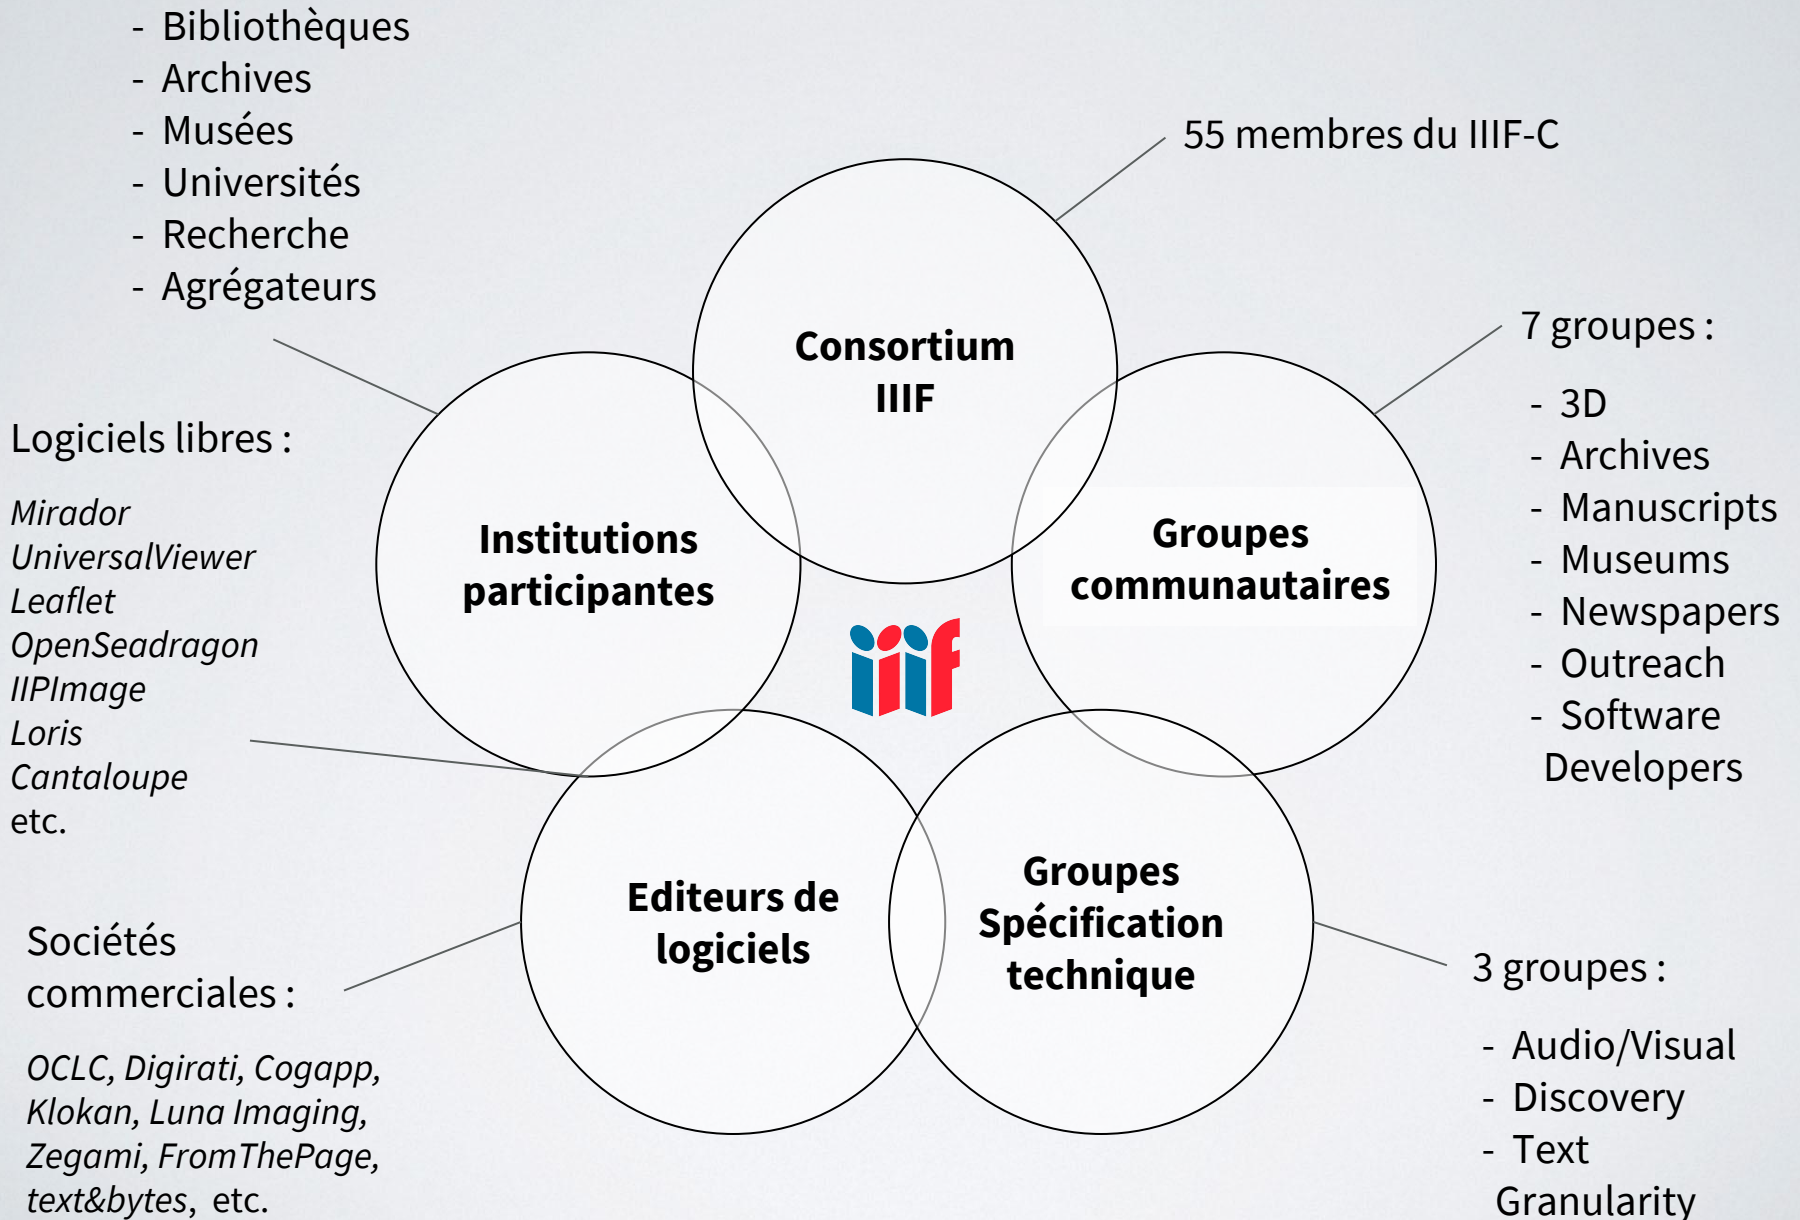 - Bibliothèques
- Archives
- Musées
- Universités
- Recherche
- Agrégateurs
55 membres du IIIF-C
Consortium
IIIF
7 groupes :
- 3D
- Archives
- Manuscripts
- Museums
- Newspapers
- Outreach
- Software
Developers
Institutions
participantes
Groupes
communautaires
Logiciels libres :
Mirador
UniversalViewer
Leaflet
OpenSeadragon
IIPImage
Loris
Cantaloupe
etc.
iiif
Editeurs de
logiciels
Groupes
Spécification
technique
Sociétés
commerciales :
OCLC, Digirati, Cogapp,
Klokan, Luna Imaging,
Zegami, FromThePage,
text&bytes, etc.
3 groupes :
- Audio/Visual
- Discovery
- Text
Granularity